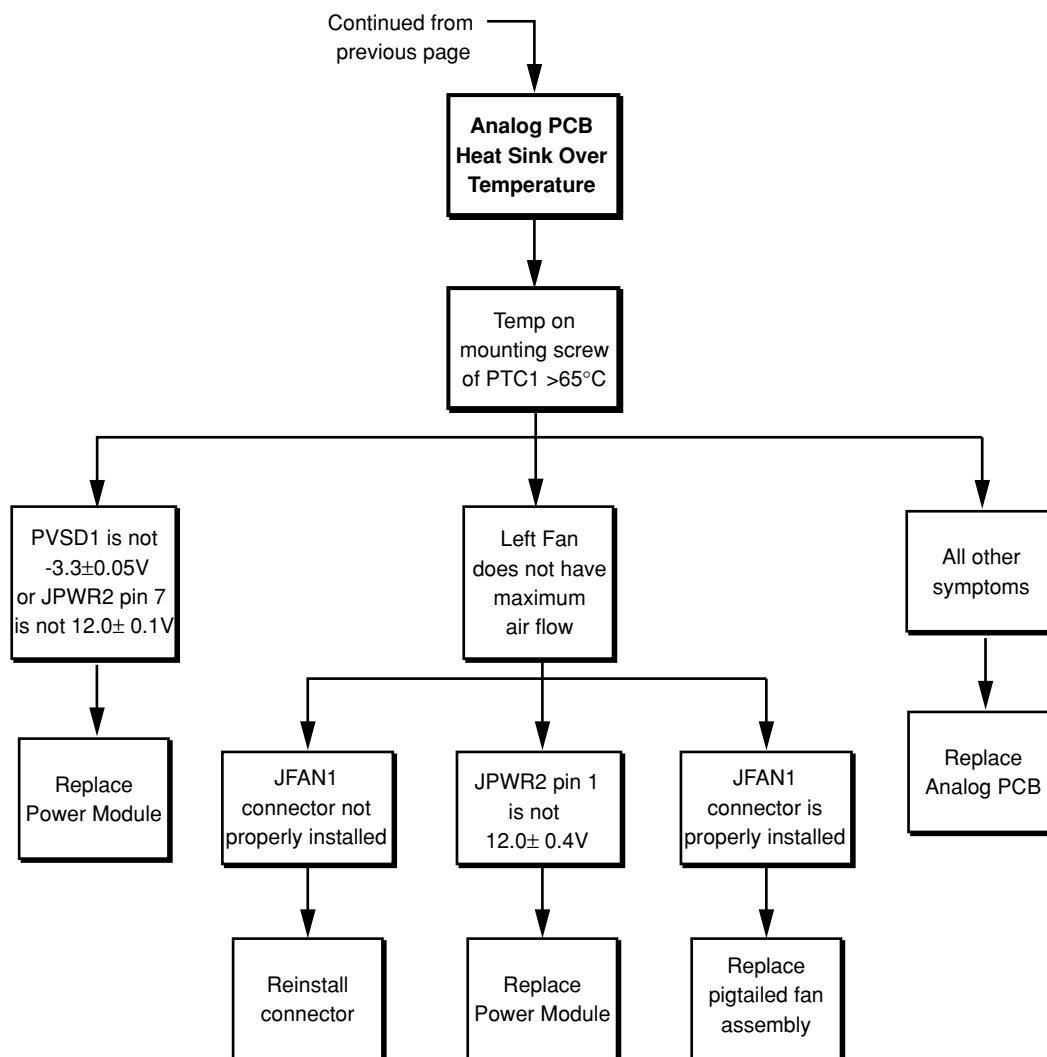 Continued from
previous page
Analog PCB
Heat Sink Over
Temperature
Temp on
mounting screw
of PTC1 >65°C
PVSD1 is not
-3.3±0.05V
or JPWR2 pin 7
is not 12.0± 0.1V
Left Fan
does not have
maximum
air flow
All other
symptoms
Replace
Power Module
JFAN1
connector not
properly installed
JPWR2 pin 1
is not
12.0± 0.4V
JFAN1
connector is
properly installed
Replace
Analog PCB
Reinstall
connector
Replace
Power Module
Replace
pigtailed fan
assembly